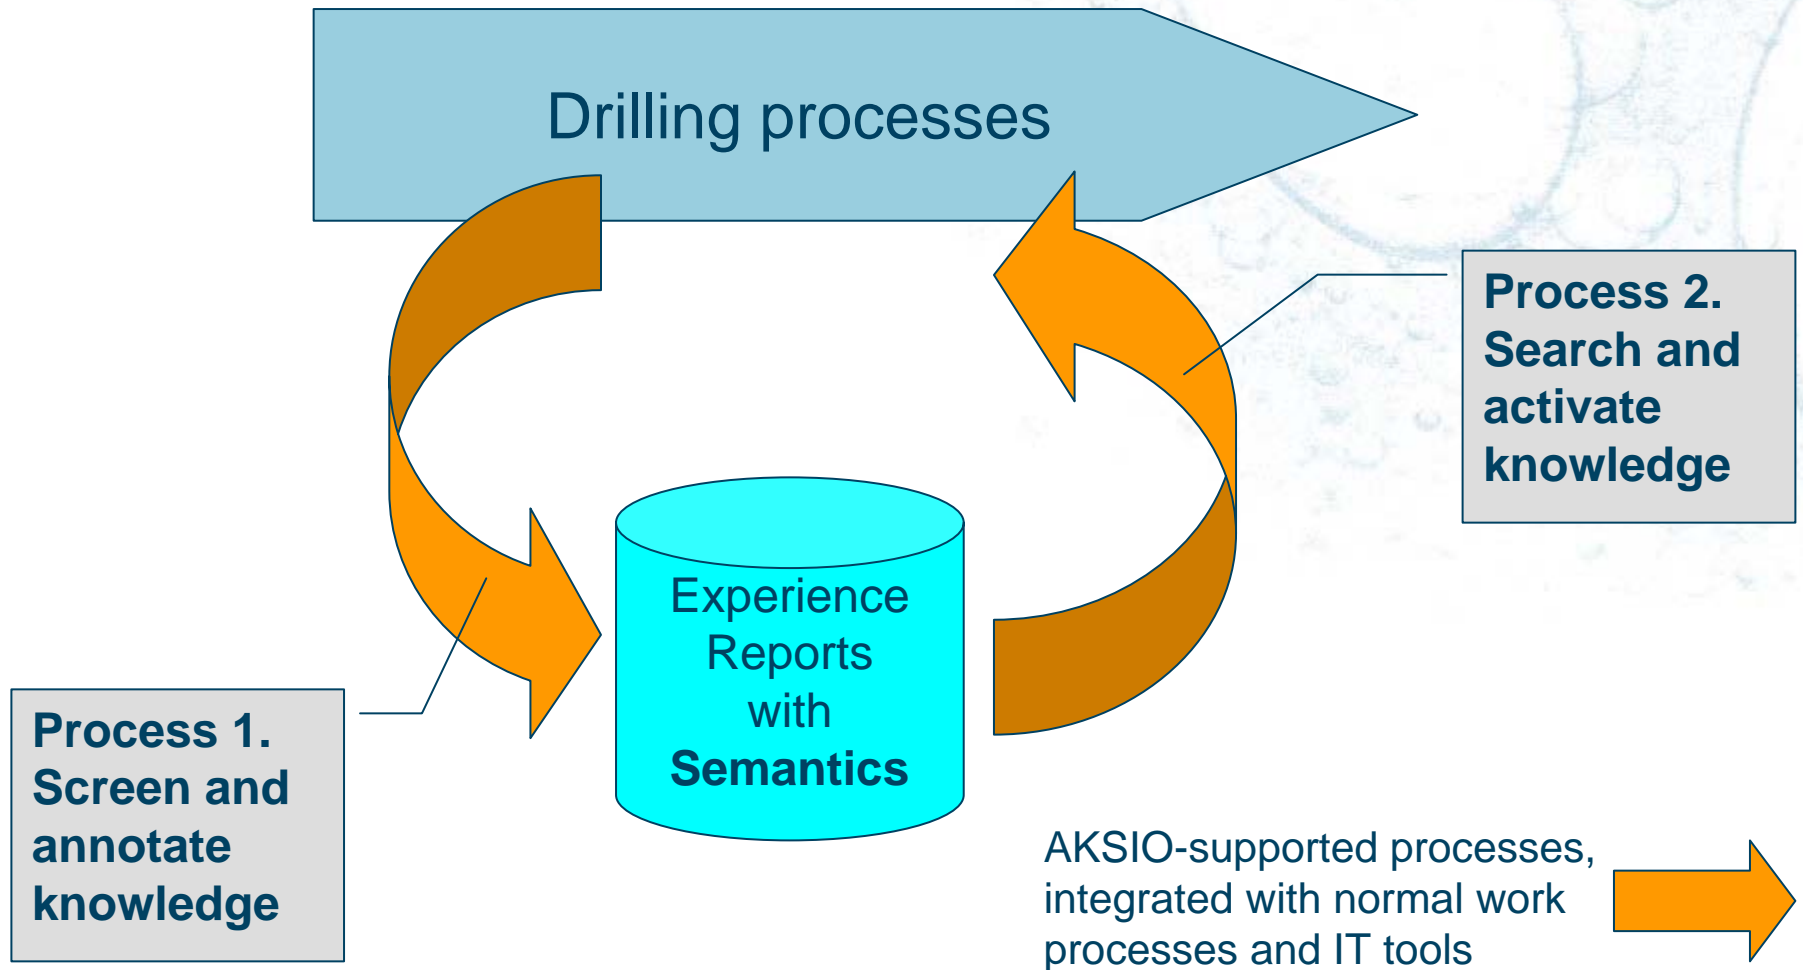 Drilling processes
Process 2.
Search and
activate
knowledge
Experience
Reports
with
Semantics
Process 1.
Screen and
annotate
knowledge
AKSIO-supported processes,
integrated with normal work
processes and IT tools